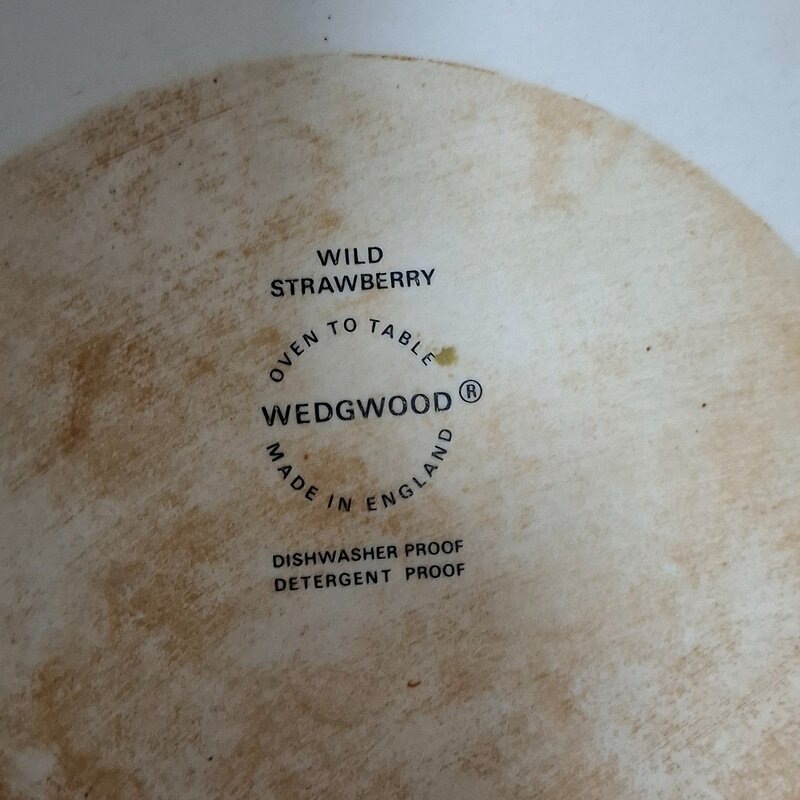 WILD
STRAWBERRY
OVEN TO TABLE
WEDGWOOD®
MADE IN ENGLAND
DISHWASHER PROOF
DETERGENT PROOF